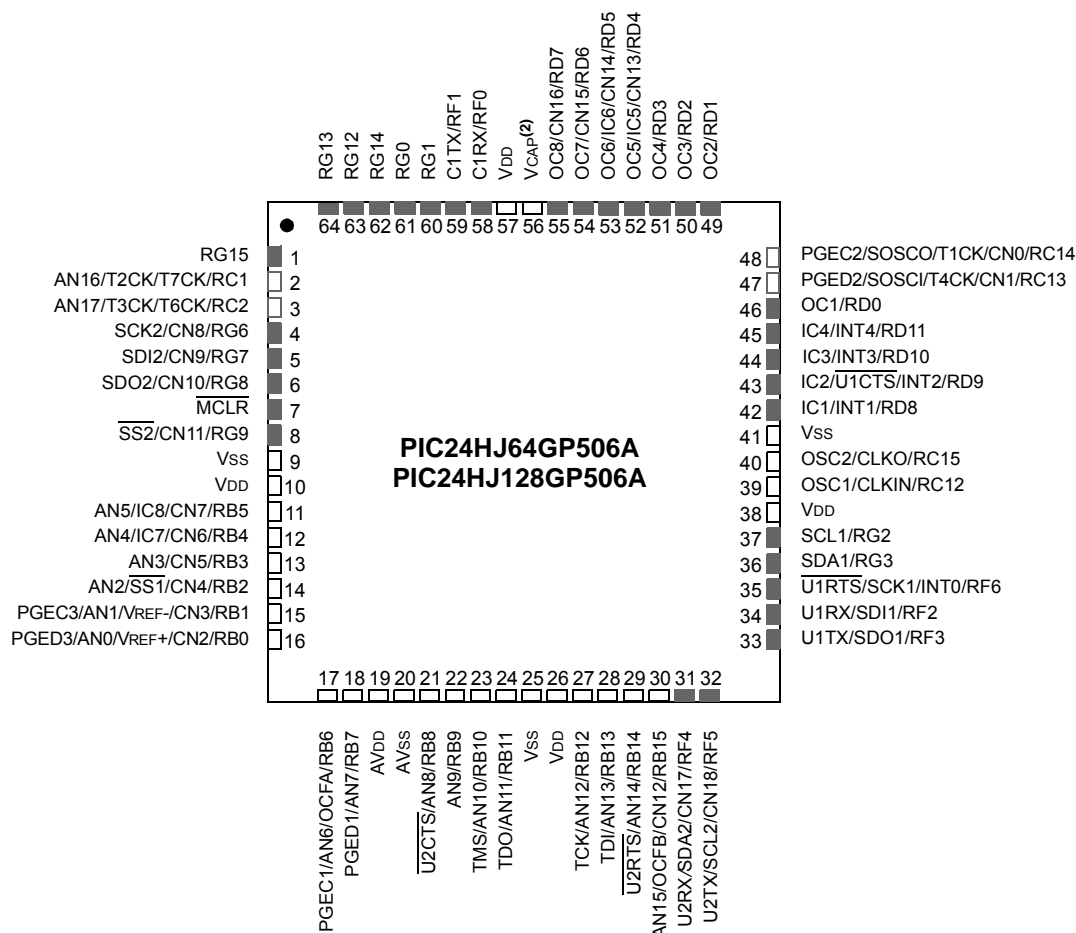 RG13
RG12
RG14
RG0
RG1
C1TX/RF1
C1RX/RF0
VDD
VCAP(2)
OC8/CN16/RD7
OC7/CN15/RD6
OC6/IC6/CN14/RD5
OC5/IC5/CN13/RD4
OC4/RD3
OC3/RD2
OC2/RD1
64 63 62 61 60 59 58 57 56 55 54 53 52 51 50 49
RG15 1
AN16/T2CK/T7CK/RC1 2
AN17/T3CK/T6CK/RC2 3
SCK2/CN8/RG6 4
SDI2/CN9/RG7 5
SDO2/CN10/RG8 6
MCLR 7
SS2/CN11/RG9 8
VSS 9
VDD 10
AN5/IC8/CN7/RB5 11
AN4/IC7/CN6/RB4 12
AN3/CN5/RB3 13
AN2/SS1/CN4/RB2 14
PGEC3/AN1/VREF-/CN3/RB1 15
PGED3/AN0/VREF+/CN2/RB0 16
PIC24HJ64GP506A
PIC24HJ128GP506A
48 PGEC2/SOSCO/T1CK/CN0/RC14
47 PGED2/SOSCI/T4CK/CN1/RC13
46 OC1/RD0
45 IC4/INT4/RD11
44 IC3/INT3/RD10
43 IC2/U1CTS/INT2/RD9
42 IC1/INT1/RD8
41 VSS
40 OSC2/CLKO/RC15
39 OSC1/CLKIN/RC12
38 VDD
37 SCL1/RG2
36 SDA1/RG3
35 U1RTS/SCK1/INT0/RF6
34 U1RX/SDI1/RF2
33 U1TX/SDO1/RF3
17 18 19 20 21 22 23 24 25 26 27 28 29 30 31 32
PGEC1/AN6/OCFA/RB6
PGED1/AN7/RB7
AVDD
AVSS
U2CTS/AN8/RB8
AN9/RB9
TMS/AN10/RB10
TDO/AN11/RB11
VSS
VDD
TCK/AN12/RB12
TDI/AN13/RB13
U2RTS/AN14/RB14
AN15/OCFB/CN12/RB15
U2RX/SDA2/CN17/RF4
U2TX/SCL2/CN18/RF5